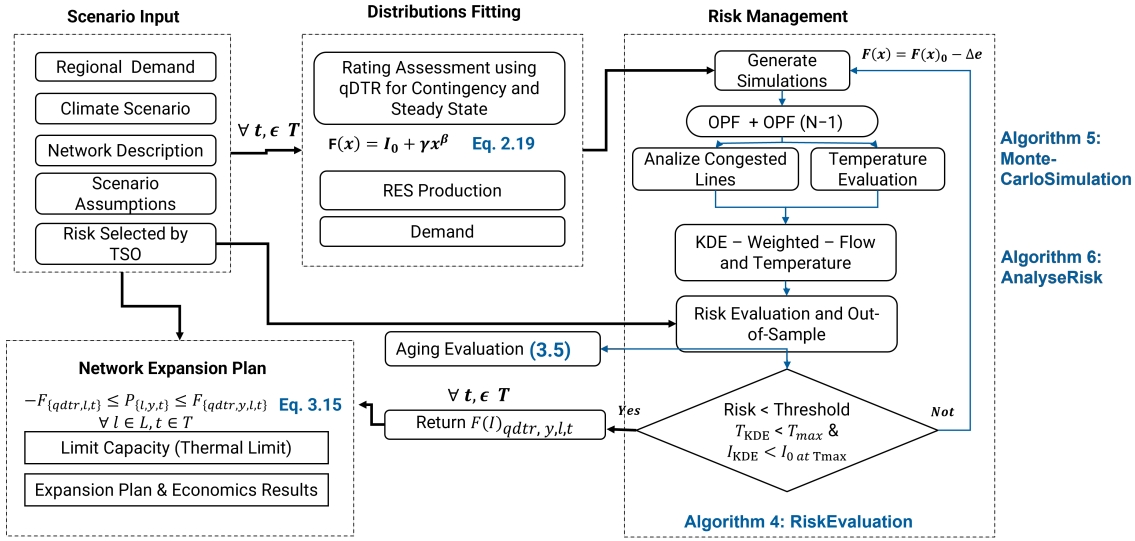 Scenario Input
Regional Demand
Climate Scenario
Network Description
Scenario
Assumptions
Risk Selected by
TSO
∀ t, ϵ T
Distributions Fitting
Rating Assessment using
qDTR for Contingency and
Steady State
F(x) = I₀ + γx^β Eq. 2.19
RES Production
Demand
Risk Management
Generate
Simulations
F(x) = F(x)₀ − Δe
OPF + OPF (N−1)
Analize Congested
Lines
Temperature
Evaluation
KDE – Weighted – Flow
and Temperature
Risk Evaluation and Out-
of-Sample
Aging Evaluation (3.5)
Risk < Threshold
T_KDE < T_max &
I_KDE < I_0 at Tmax
Yes
Not
Algorithm 4: RiskEvaluation
Algorithm 5:
Monte-
CarloSimulation
Algorithm 6:
AnalyseRisk
∀ t, ϵ T
Return F(I)_qdtr, y,l,t
Network Expansion Plan
−F_{qdtr,l,t} ≤ P_{l,y,t} ≤ F_{qdtr,y,l,t} Eq. 3.15
∀ l ∈ L, t ∈ T
Limit Capacity (Thermal Limit)
Expansion Plan & Economics Results